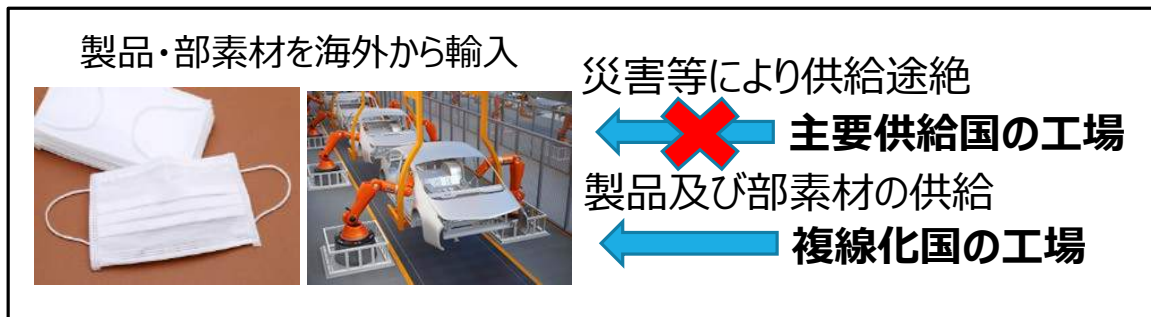 製品・部素材を海外から輸入
災害等により供給途絶
主要供給国の工場
製品及び部素材の供給
複線化国の工場